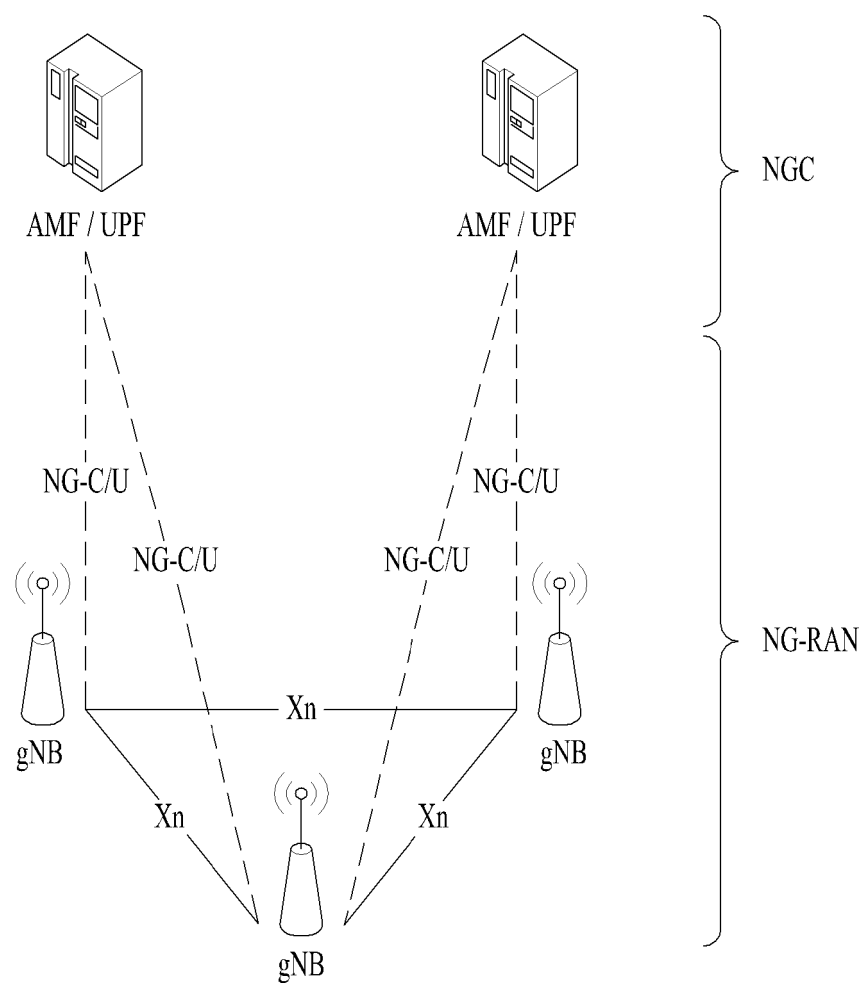 NGC
AMF / UPF
AMF / UPF
NG-C/U
NG-C/U
NG-C/U
NG-C/U
NG-RAN
Xn
gNB
gNB
Xn
Xn
gNB